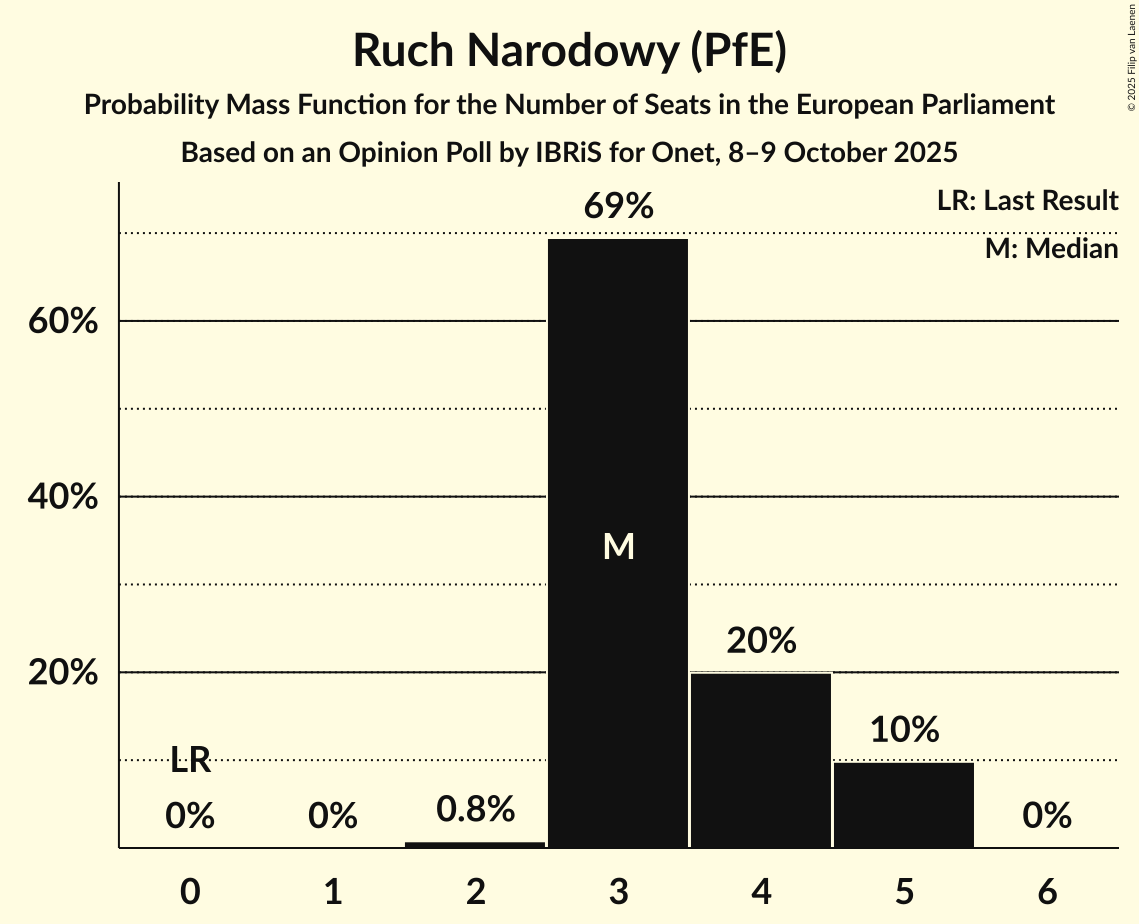 Ruch Narodowy (PfE)
Probability Mass Function for the Number of Seats in the European Parliament
Based on an Opinion Poll by IBRiS for Onet, 8–9 October 2025
© 2025 Filip van Laenen
LR: Last Result
M: Median
69%
60%
40%
M
20%
20%
10%
LR
0%
0%
0.8%
0%
0
1
2
3
4
5
6